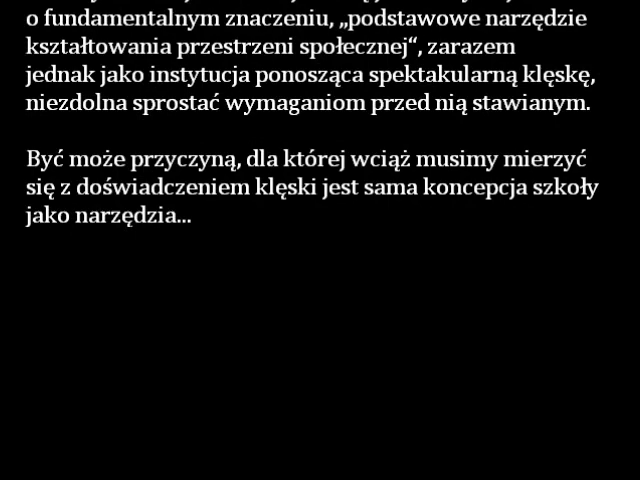 o fundamentalnym znaczeniu, „podstawowe narzędzie
kształtowania przestrzeni społecznej“, zarazem
jednak jako instytucja ponosząca spektakularną klęskę,
niezdolna sprostać wymaganiom przed nią stawianym.
Być może przyczyną, dla której wciąż musimy mierzyć
się z doświadczeniem klęski jest sama koncepcja szkoły
jako narzędzia...